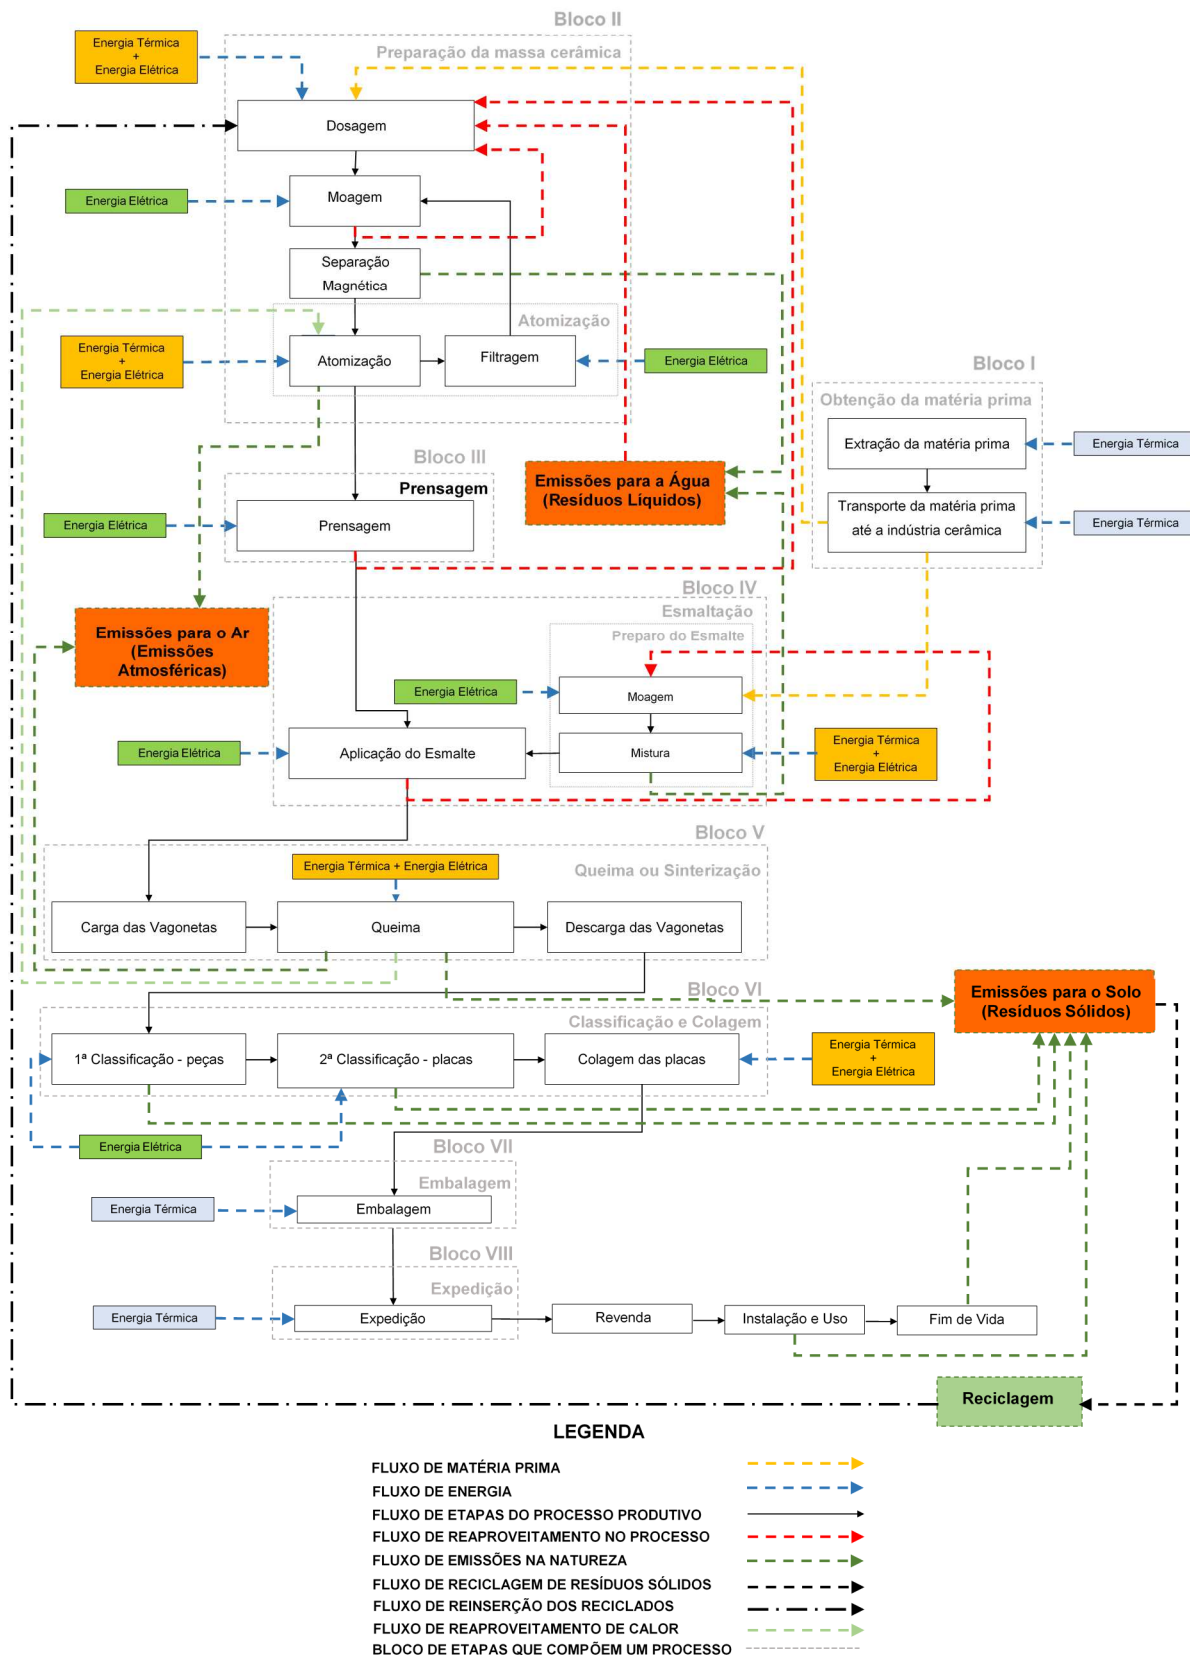 Bloco II
Preparação da massa cerâmica
Energia Térmica
+
Energia Elétrica
Dosagem
Energia Elétrica
Moagem
Separação
Magnética
Atomização
Energia Térmica
+
Energia Elétrica
Atomização
Filtragem
Energia Elétrica
Bloco I
Obtenção da matéria prima
Extração da matéria prima
Energia Térmica
Transporte da matéria prima
até a indústria cerâmica
Energia Térmica
Bloco III
Prensagem
Energia Elétrica
Prensagem
Emissões para a Água
(Resíduos Líquidos)
Bloco IV
Esmaltação
Preparo do Esmalte
Emissões para o Ar
(Emissões
Atmosféricas)
Energia Elétrica
Moagem
Energia Elétrica
Aplicação do Esmalte
Mistura
Energia Térmica
+
Energia Elétrica
Bloco V
Queima ou Sinterização
Energia Térmica + Energia Elétrica
Carga das Vagonetas
Queima
Descarga das Vagonetas
Bloco VI
Classificação e Colagem
Emissões para o Solo
(Resíduos Sólidos)
1ª Classificação - peças
2ª Classificação - placas
Colagem das placas
Energia Térmica
+
Energia Elétrica
Energia Elétrica
Bloco VII
Embalagem
Energia Térmica
Embalagem
Bloco VIII
Expedição
Energia Térmica
Expedição
Revenda
Instalação e Uso
Fim de Vida
Reciclagem
LEGENDA
FLUXO DE MATÉRIA PRIMA
FLUXO DE ENERGIA
FLUXO DE ETAPAS DO PROCESSO PRODUTIVO
FLUXO DE REAPROVEITAMENTO NO PROCESSO
FLUXO DE EMISSÕES NA NATUREZA
FLUXO DE RECICLAGEM DE RESÍDUOS SÓLIDOS
FLUXO DE REINSERÇÃO DOS RECICLADOS
FLUXO DE REAPROVEITAMENTO DE CALOR
BLOCO DE ETAPAS QUE COMPÕEM UM PROCESSO